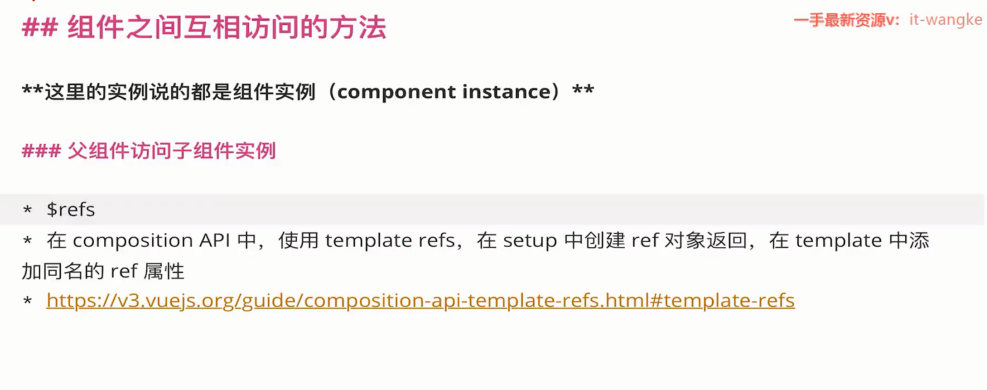 ## 组件之间互相访问的方法
一手最新资源v：it-wangke
**这里的实例说的都是组件实例（component instance）**
### 父组件访问子组件实例
* $refs
* 在 composition API 中，使用 template refs，在 setup 中创建 ref 对象返回，在 template 中添
加同名的 ref 属性
* https://v3.vuejs.org/guide/composition-api-template-refs.html#template-refs